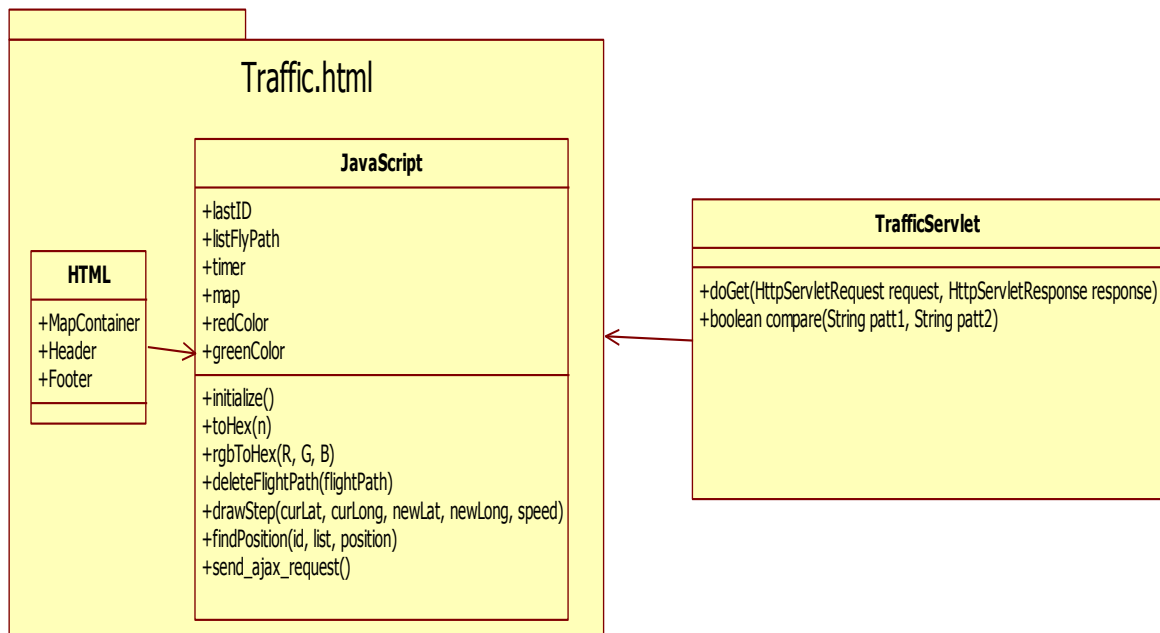 Traffic.html
JavaScript
+lastID
+listFlyPath
+timer
+map
+redColor
+greenColor
+initialize()
+toHex(n)
+rgbToHex(R, G, B)
+deleteFlightPath(flightPath)
+drawStep(curLat, curLong, newLat, newLong, speed)
+findPosition(id, list, position)
+send_ajax_request()
HTML
+MapContainer
+Header
+Footer
TrafficServlet
+doGet(HttpServletRequest request, HttpServletResponse response)
+boolean compare(String patt1, String patt2)